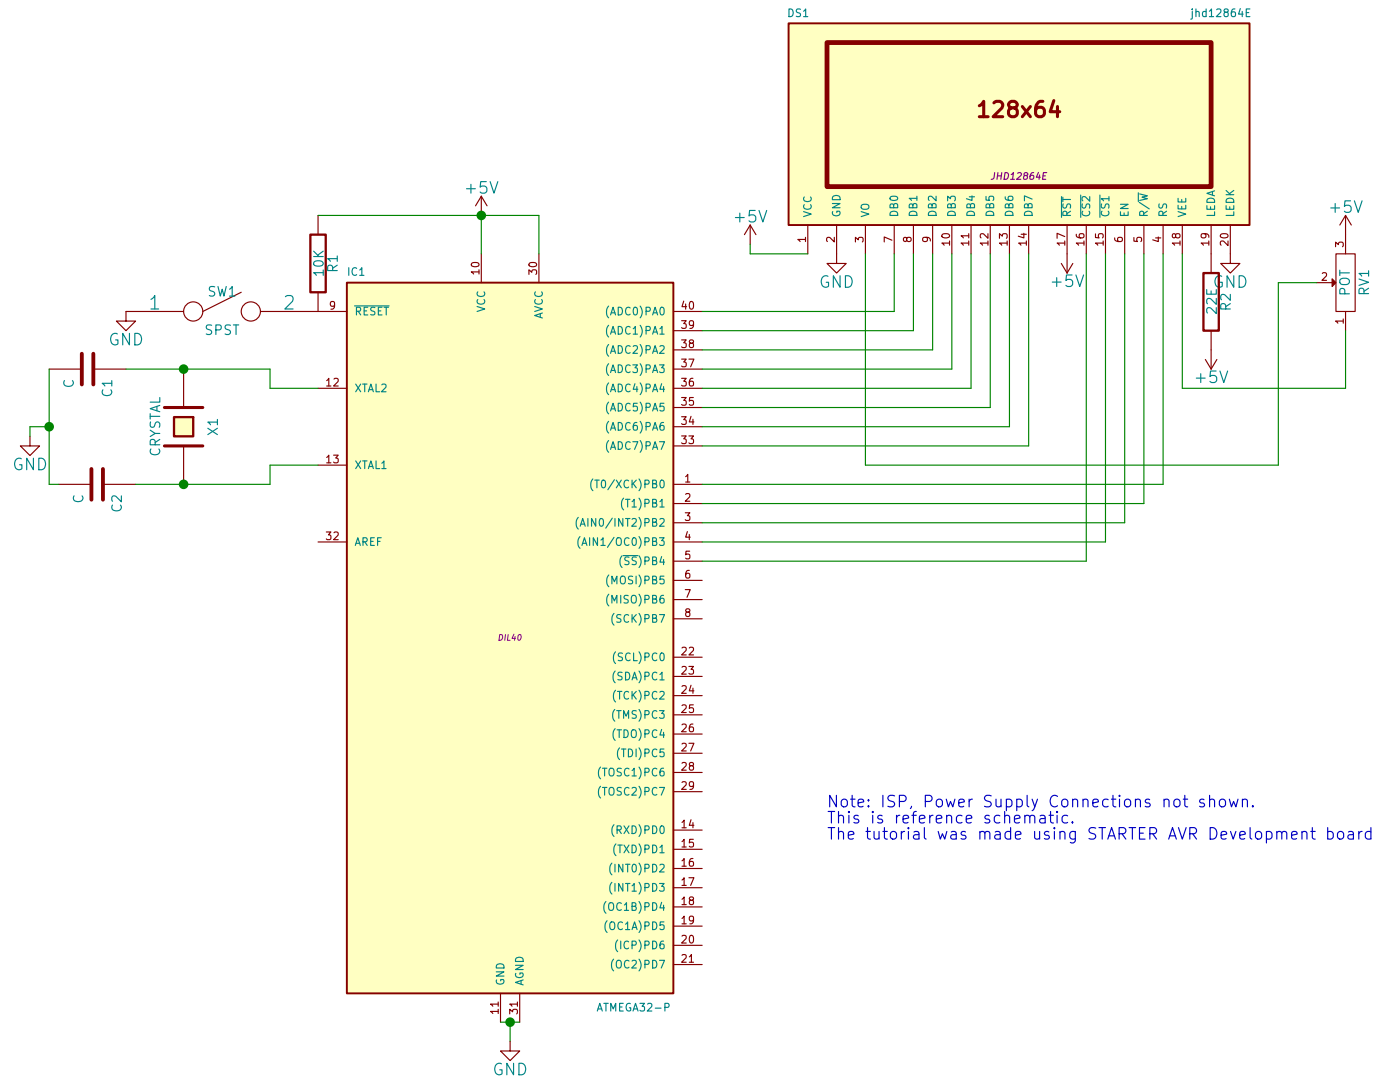 DS1
jhd12864E
128x64
JHD12864E
VCC
GND
VO
DB0
DB1
DB2
DB3
DB4
DB5
DB6
DB7
RST
CS2
CS1
EN
R/W
RS
VEE
LEDA
LEDK
1
2
3
7
8
9
10
11
12
13
14
17
16
15
6
5
4
18
19
20
+5V
GND
+5V
GND
22E
R2
+5V
+5V
3
2
1
POT
RV1
+5V
10K
R1
IC1
10
VCC
30
AVCC
SW1
1
2
SPST
GND
9
RESET
C
C1
12
XTAL2
CRYSTAL
X1
GND
13
XTAL1
C
C2
32
AREF
(ADC0)PA0 40
(ADC1)PA1 39
(ADC2)PA2 38
(ADC3)PA3 37
(ADC4)PA4 36
(ADC5)PA5 35
(ADC6)PA6 34
(ADC7)PA7 33
(T0/XCK)PB0 1
(T1)PB1 2
(AIN0/INT2)PB2 3
(AIN1/OC0)PB3 4
(SS)PB4 5
(MOSI)PB5 6
(MISO)PB6 7
(SCK)PB7 8
DIL40
(SCL)PC0 22
(SDA)PC1 23
(TCK)PC2 24
(TMS)PC3 25
(TDO)PC4 26
(TDI)PC5 27
(TOSC1)PC6 28
(TOSC2)PC7 29
(RXD)PD0 14
(TXD)PD1 15
(INT0)PD2 16
(INT1)PD3 17
(OC1B)PD4 18
(OC1A)PD5 19
(ICP)PD6 20
(OC2)PD7 21
GND
AGND
11
31
ATMEGA32-P
GND
Note: ISP, Power Supply Connections not shown.
This is reference schematic.
The tutorial was made using STARTER AVR Development board